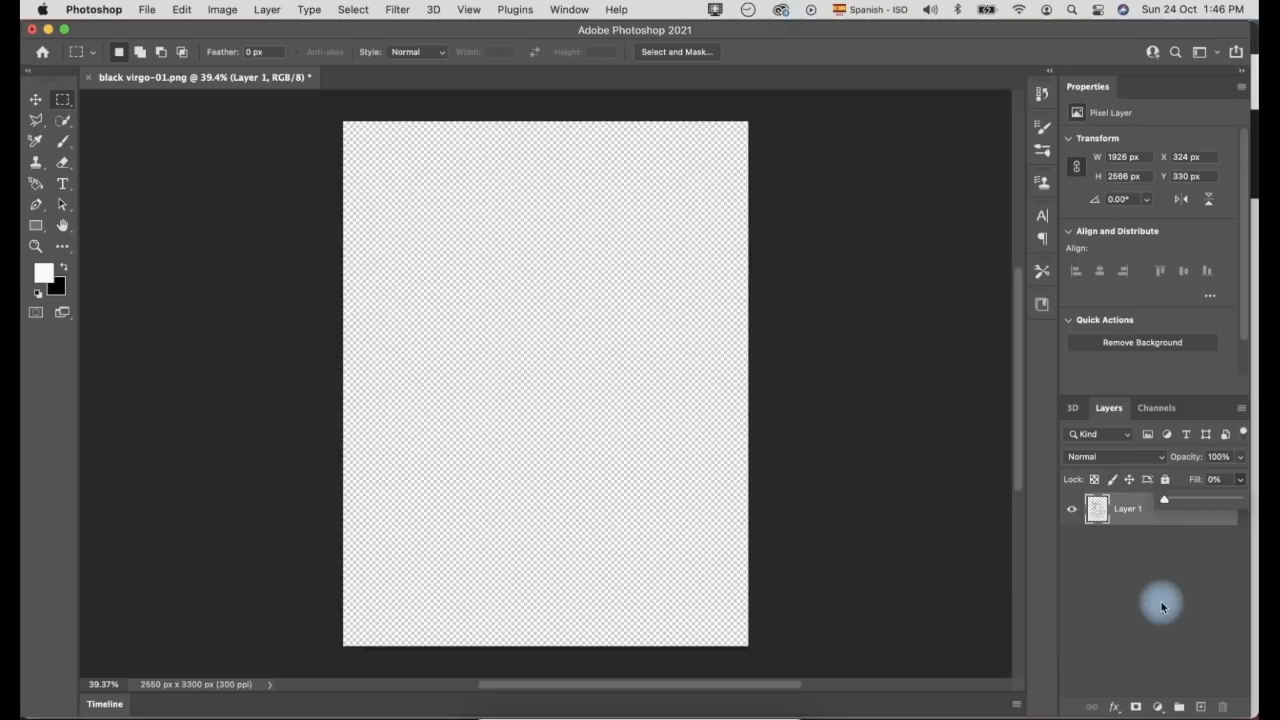 Photoshop File Edit Image Layer Type Select Filter 3D View Plugins Window Help Spanish - ISO Sun 24 Oct 1:46 PM
Adobe Photoshop 2021
Feather: 0 px Anti-alias Style: Normal Width: Height: Select and Mask...
black virgo-01.png @ 39.4% (Layer 1, RGB/8) *
Properties
Pixel Layer
Transform
W 1926 px X 324 px
H 2566 px Y 330 px
0.00°
Align and Distribute
Align:
Quick Actions
Remove Background
3D Layers Channels
Kind
Normal Opacity: 100%
Lock: Fill: 0%
Layer 1
39.37% 2550 px x 3300 px (300 ppi)
Timeline